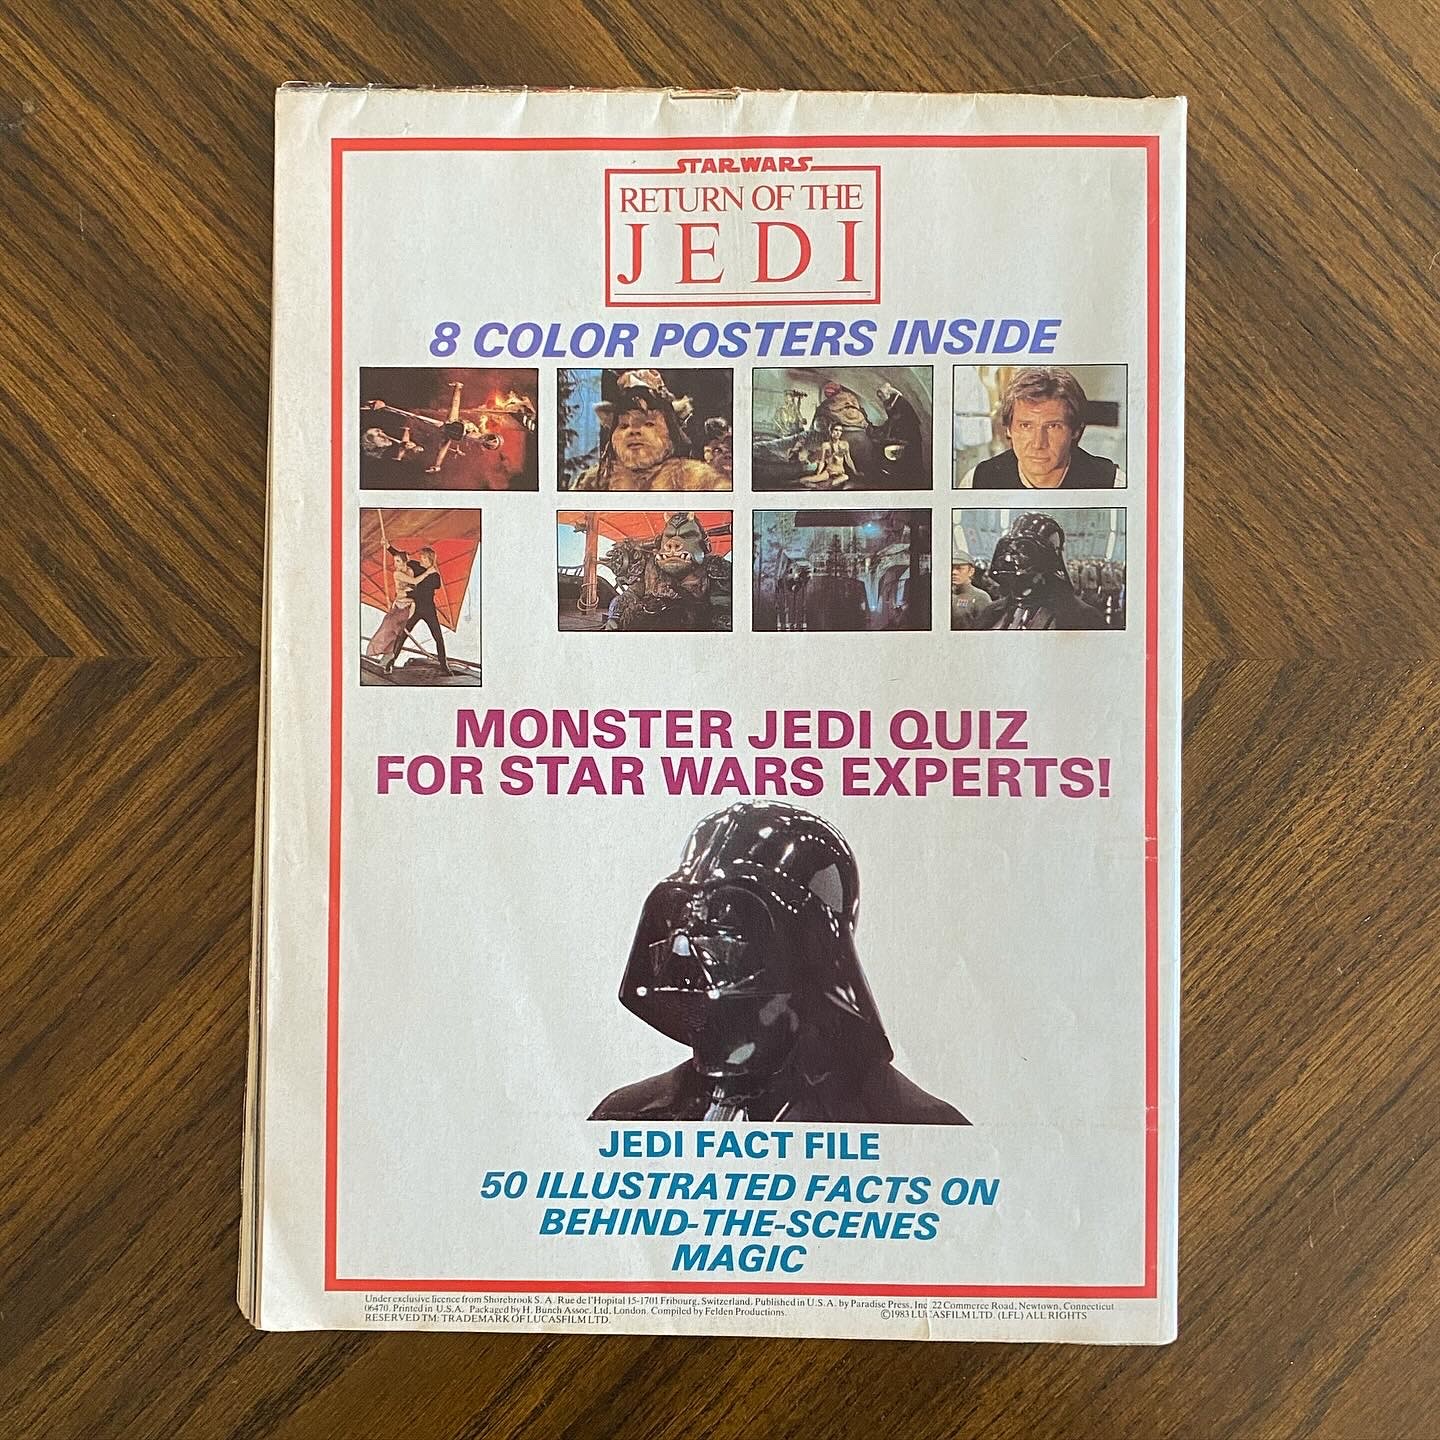 STAR WARS
RETURN OF THE
JEDI
8 COLOR POSTERS INSIDE
MONSTER JEDI QUIZ
FOR STAR WARS EXPERTS!
JEDI FACT FILE
50 ILLUSTRATED FACTS ON
BEHIND-THE-SCENES
MAGIC
Under exclusive licence from Shorebrook S. A. Rue de l'Hopital 15-1701 Fribourg, Switzerland. Published in U.S.A. by Paradise Press, Inc. 22 Commerce Road, Newtown, Connecticut
06470. Printed in U.S.A. Packaged by H. Bunch Assoc. Ltd, London. Compiled by Felden Productions. ©1983 LUCASFILM LTD. (LFL) ALL RIGHTS
RESERVED TM: TRADEMARK OF LUCASFILM LTD.